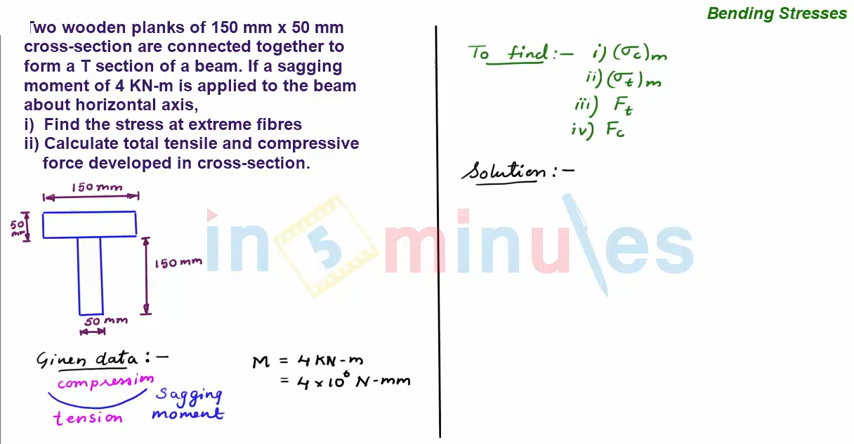 Bending Stresses
Two wooden planks of 150 mm x 50 mm
cross-section are connected together to
form a T section of a beam. If a sagging
moment of 4 KN-m is applied to the beam
about horizontal axis,
i) Find the stress at extreme fibres
ii) Calculate total tensile and compressive
force developed in cross-section.
150 mm
50 mm
150 mm
50 mm
Given data :-
compression
Sagging moment
tension
M = 4 KN-m
= 4 × 10⁶ N-mm
To find :- i) (σc)m
ii) (σt)m
iii) Ft
iv) Fc
Solution :-
in 5 minutes